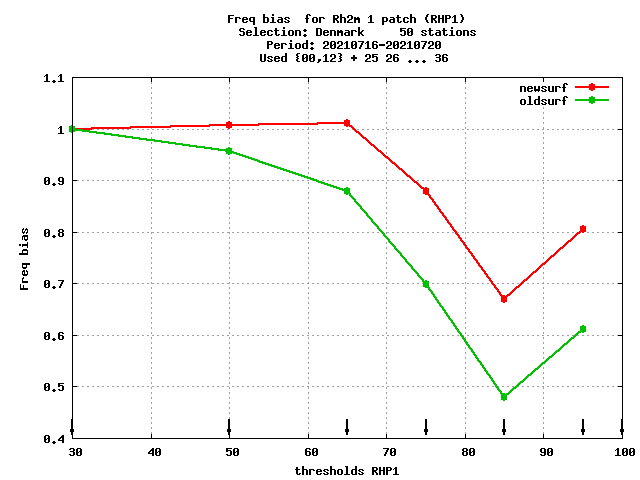 Freq bias  for Rh2m 1 patch (RHP1)
Selection: Denmark     50 stations
Period: 20210716-20210720
Used {00,12} + 25 26 ... 36
1.1
newsurf
oldsurf
1
0.9
0.8
Freq bias
0.7
0.6
0.5
0.4
30 40 50 60 70 80 90 100
thresholds RHP1